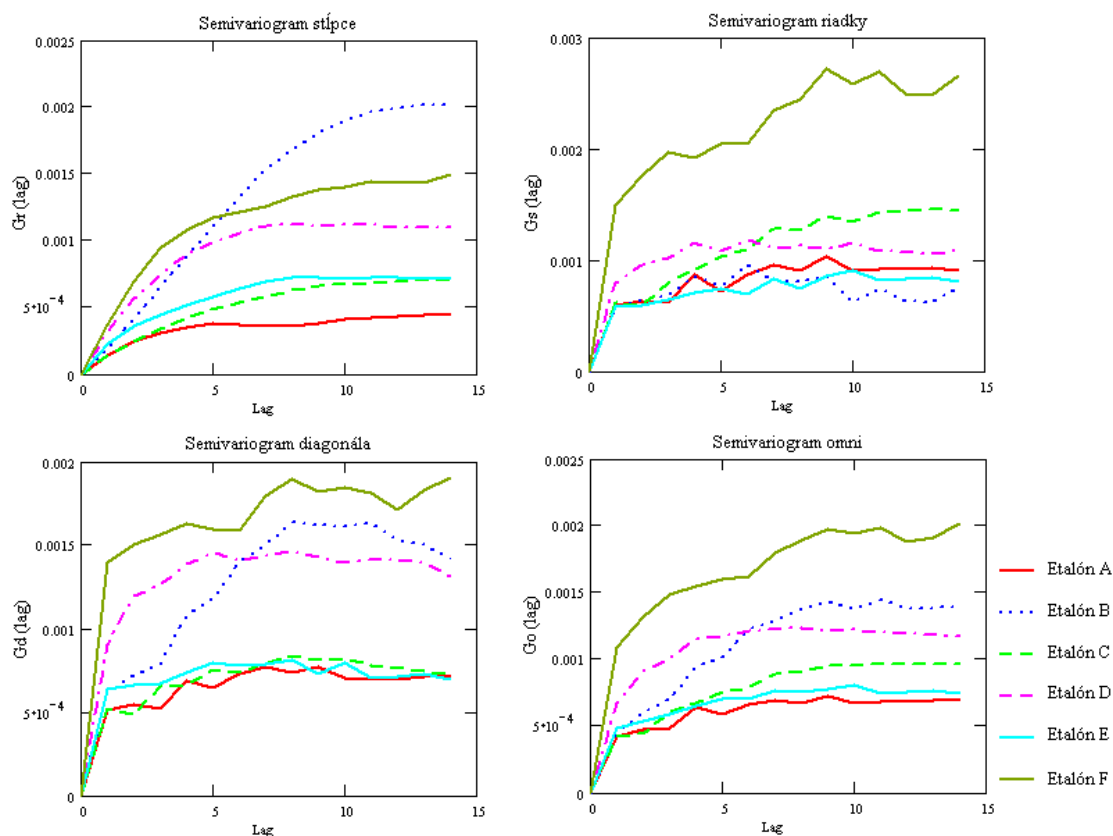 Semivariogram stĺpce
0.0025
0.002
0.0015
0.001
5•10⁻⁴
0
0
5
10
15
Gr (lag)
Lag
Semivariogram riadky
0.003
0.002
0.001
0
0
5
10
15
Gs (lag)
Lag
Semivariogram diagonála
0.002
0.0015
0.001
5•10⁻⁴
0
0
5
10
15
Gd (lag)
Lag
Semivariogram omni
0.0025
0.002
0.0015
0.001
5•10⁻⁴
0
0
5
10
15
Go (lag)
Lag
Etalón A
Etalón B
Etalón C
Etalón D
Etalón E
Etalón F